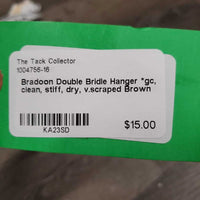 The Tack Collector
1004756-16
Bradoon Double Bridle Hanger *gc,
clean, stiff, dry, v.scraped Brown
$15.00
KA23SD